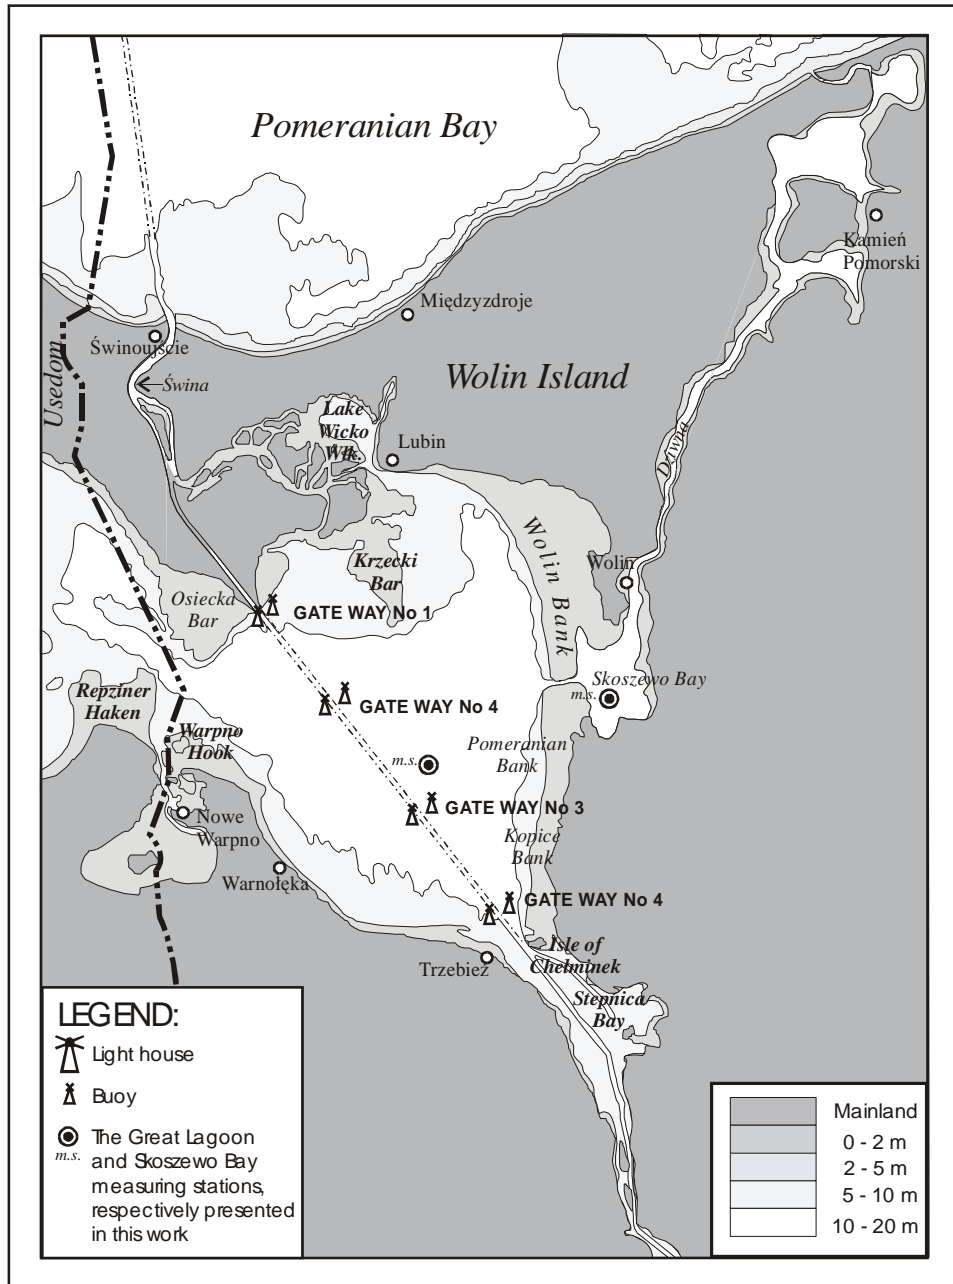 Pomeranian Bay
Kamień
Pomorski
Międzyzdroje
Świnoujście
Usedom
Świna
Wolin Island
Lake
Wicko
Wlk.
Lubin
Dziwna
Wolin Bank
Wolin
Krzecki
Bar
Osiecka
Bar
GATE WAY No 1
Skoszewo Bay
m.s.
Repziner
Haken
GATE WAY No 4
Warpno
Hook
Pomeranian
Bank
m.s.
GATE WAY No 3
Nowe
Warpno
Kopice
Bank
Warnołęka
GATE WAY No 4
Isle of
Chełminek
Trzebież
Stepnica
Bay
LEGEND:
Light house
Buoy
m.s.
The Great Lagoon
and Skoszewo Bay
measuring stations,
respectively presented
in this work
Mainland
0 - 2 m
2 - 5 m
5 - 10 m
10 - 20 m